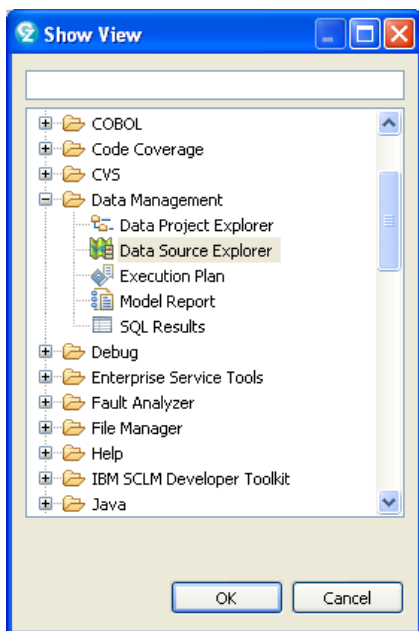 Show View
COBOL
Code Coverage
CVS
Data Management
Data Project Explorer
Data Source Explorer
Execution Plan
Model Report
SQL Results
Debug
Enterprise Service Tools
Fault Analyzer
File Manager
Help
IBM SCLM Developer Toolkit
Java
OK Cancel